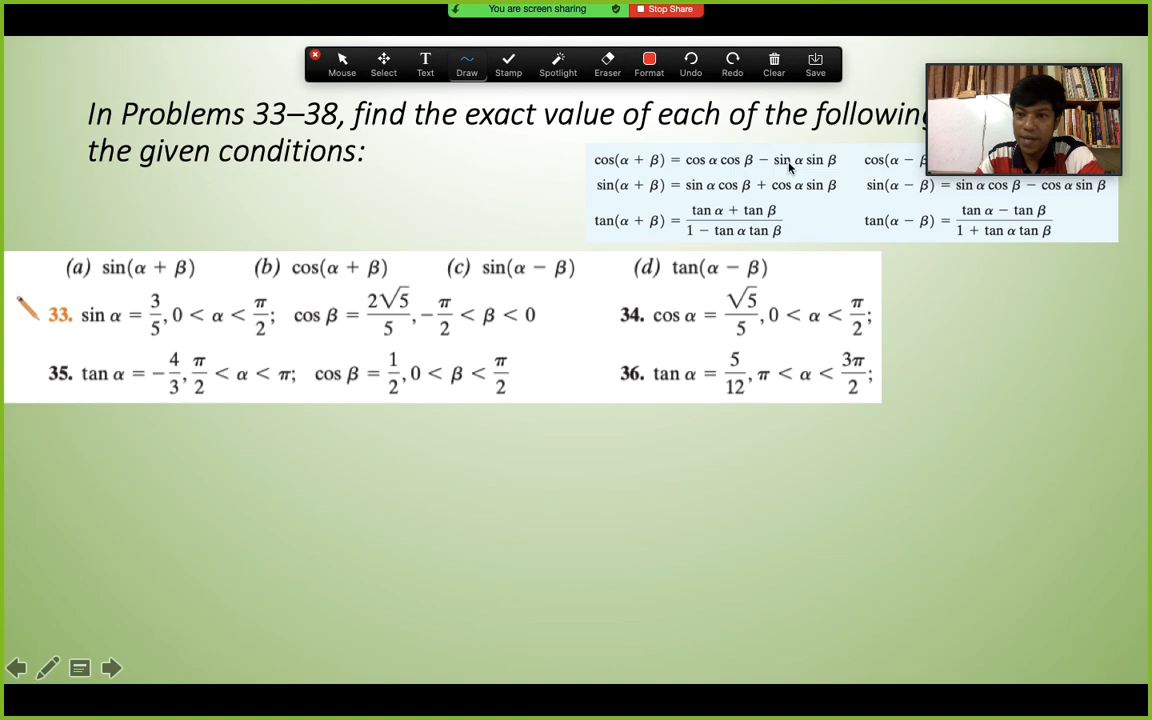 You are screen sharing Stop Share
Mouse Select Text Draw Stamp Spotlight Eraser Format Undo Redo Clear Save
In Problems 33–38, find the exact value of each of the following
the given conditions:
cos(α + β) = cos α cos β − sin α sin β cos(α − β
sin(α + β) = sin α cos β + cos α sin β sin(α − β) = sin α cos β − cos α sin β
tan(α + β) = (tan α + tan β)/(1 − tan α tan β) tan(α − β) = (tan α − tan β)/(1 + tan α tan β)
(a) sin(α + β) (b) cos(α + β) (c) sin(α − β) (d) tan(α − β)
33. sin α = 3/5, 0 < α < π/2; cos β = 2√5/5, −π/2 < β < 0 34. cos α = √5/5, 0 < α < π/2;
35. tan α = −4/3, π/2 < α < π; cos β = 1/2, 0 < β < π/2 36. tan α = 5/12, π < α < 3π/2;